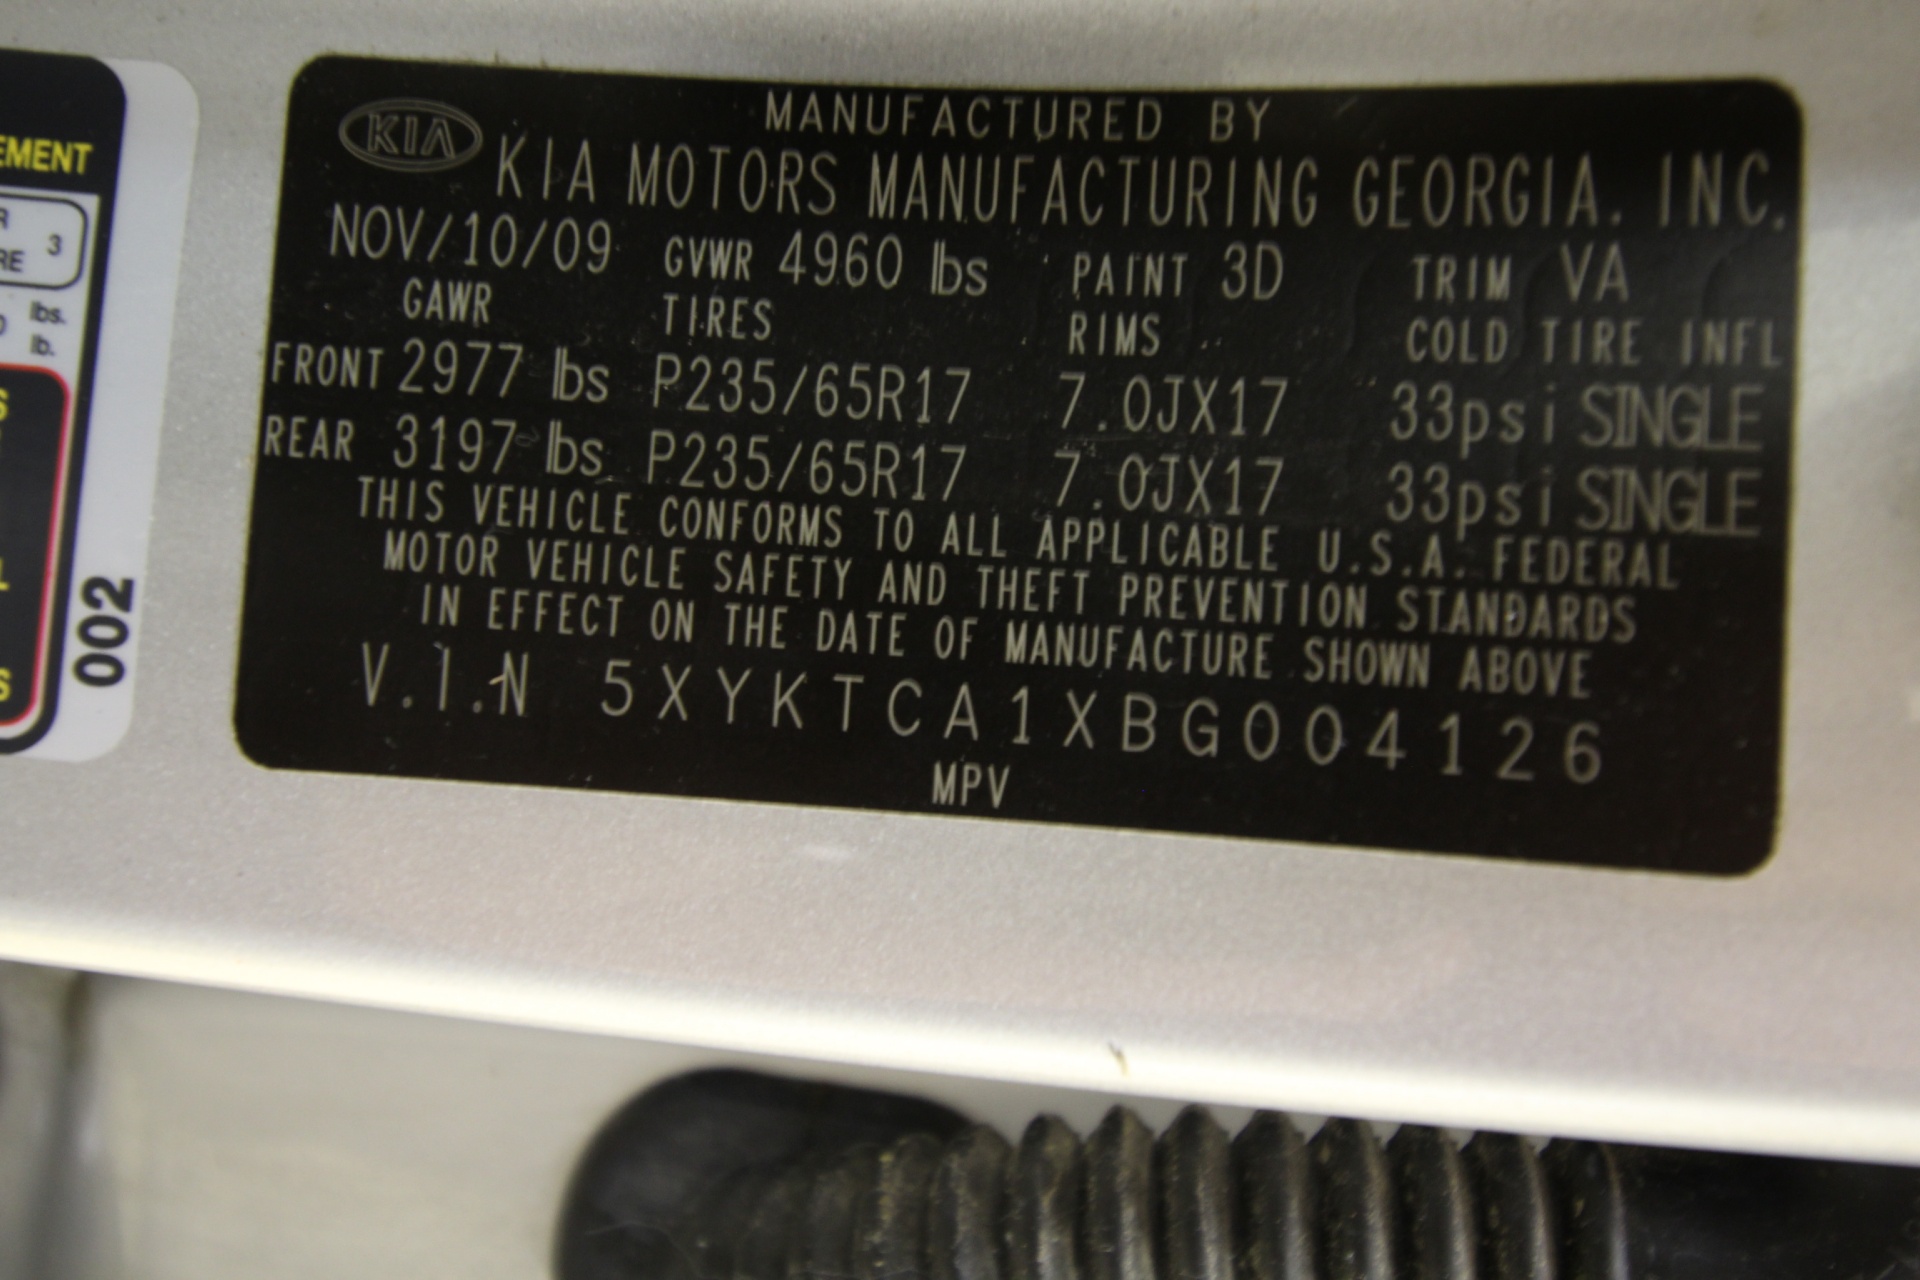 KIA
MANUFACTURED BY
KIA MOTORS MANUFACTURING GEORGIA. INC.
NOV/10/09 GVWR 4960 lbs PAINT 3D TRIM VA
GAWR TIRES RIMS COLD TIRE INFL
FRONT 2977 lbs P235/65R17 7.0JX17 33psi SINGLE
REAR 3197 lbs P235/65R17 7.0JX17 33psi SINGLE
THIS VEHICLE CONFORMS TO ALL APPLICABLE U.S.A. FEDERAL
MOTOR VEHICLE SAFETY AND THEFT PREVENTION STANDARDS
IN EFFECT ON THE DATE OF MANUFACTURE SHOWN ABOVE
V.I.N 5XYKTCA1XBG004126
MPV
EMENT
R
RE 3
lbs.
lb.
S
L
S
002